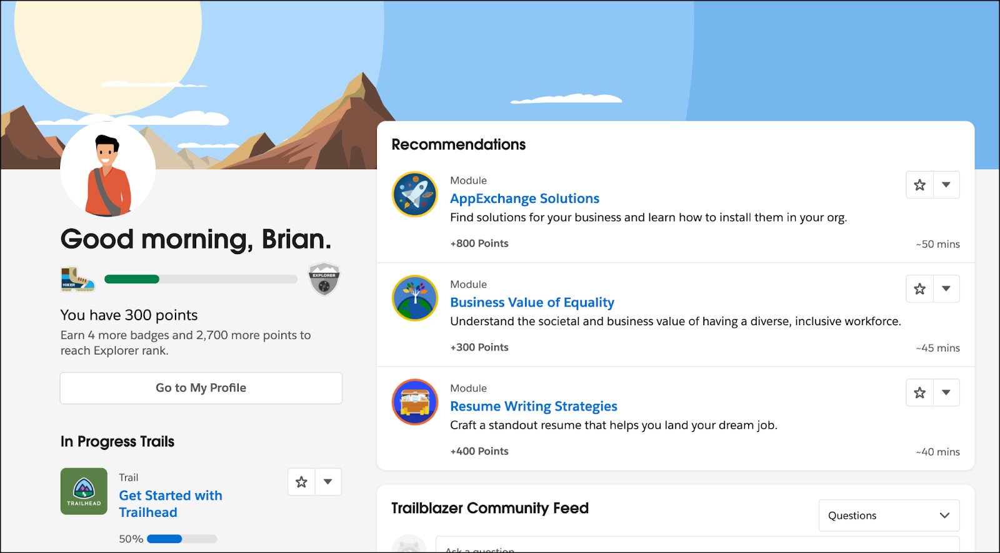 Good morning, Brian.
HIKER
EXPLORER
You have 300 points
Earn 4 more badges and 2,700 more points to
reach Explorer rank.
Go to My Profile
In Progress Trails
TRAILHEAD
Trail
Get Started with
Trailhead
50%
Recommendations
Module
AppExchange Solutions
Find solutions for your business and learn how to install them in your org.
+800 Points
~50 mins
Module
Business Value of Equality
Understand the societal and business value of having a diverse, inclusive workforce.
+300 Points
~45 mins
Module
Resume Writing Strategies
Craft a standout resume that helps you land your dream job.
+400 Points
~40 mins
Trailblazer Community Feed
Questions
Ask a question